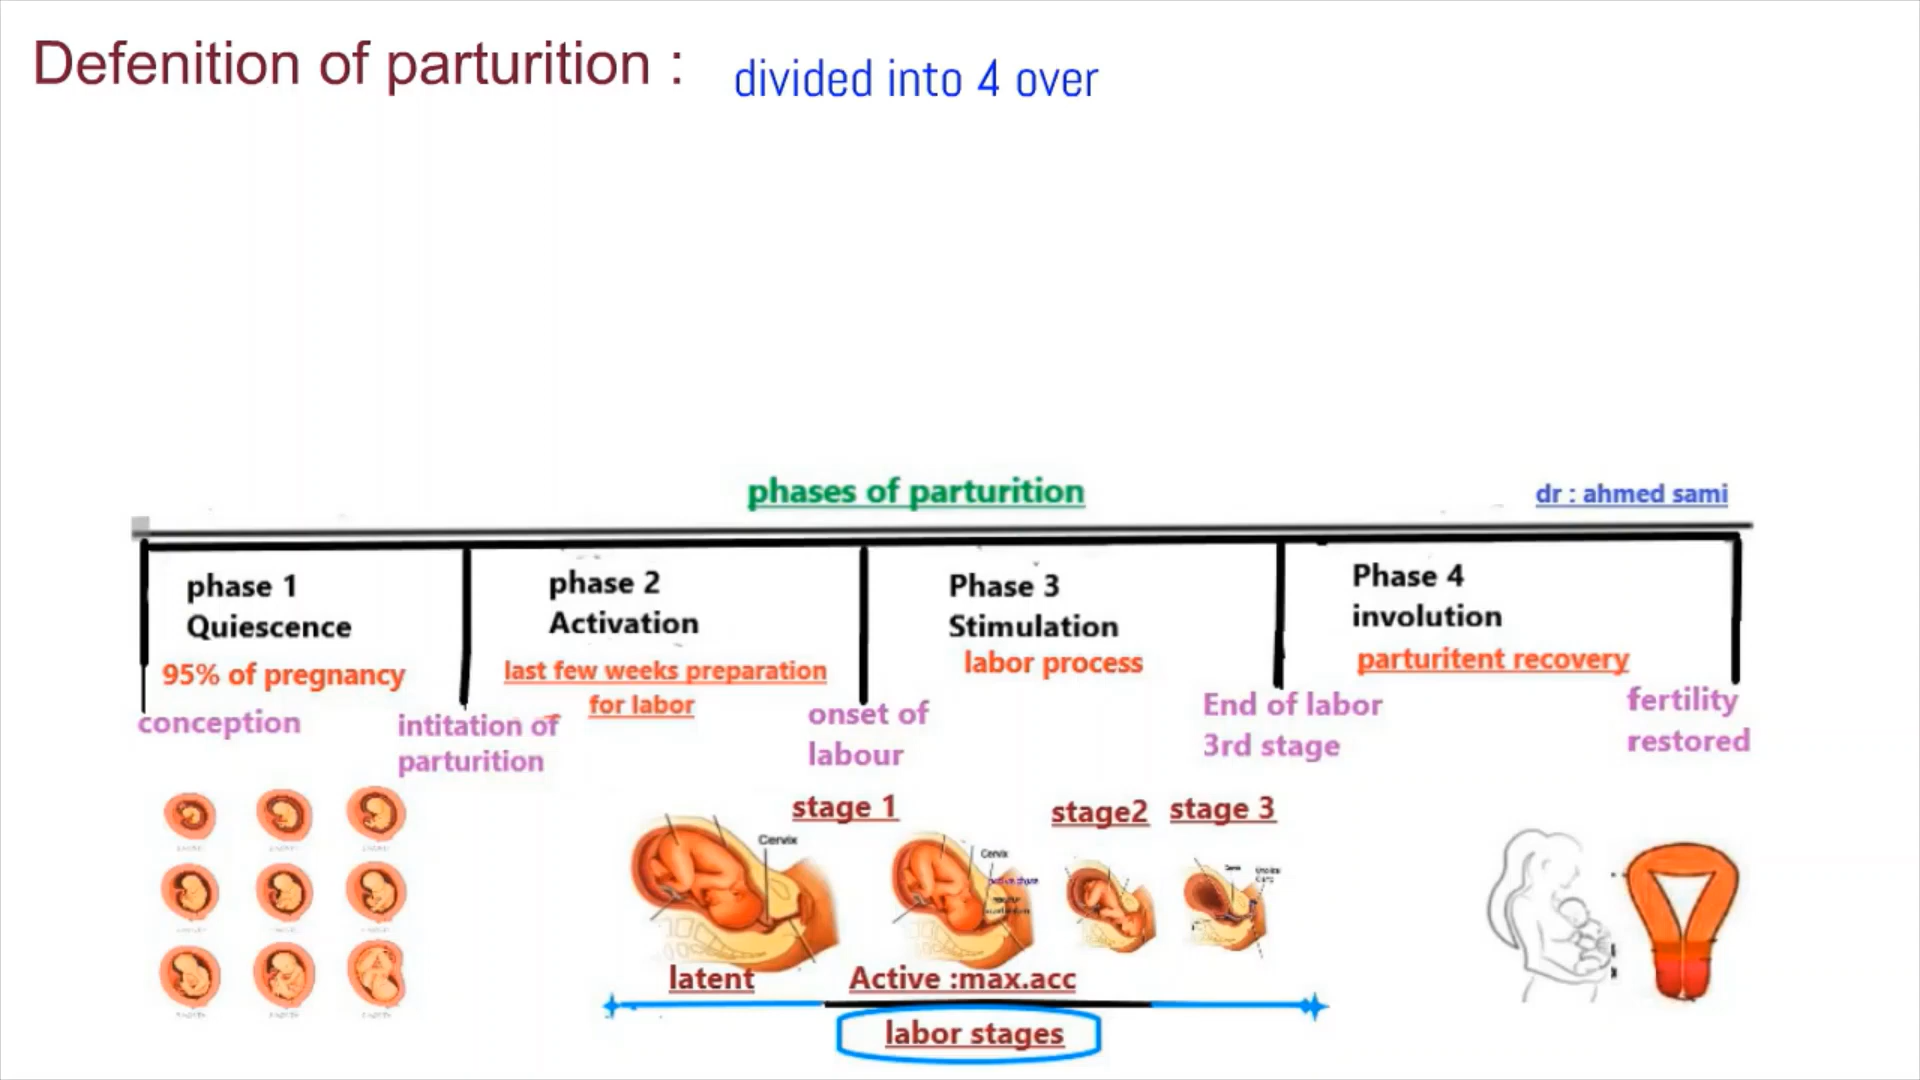 Defenition of parturition :
divided into 4 over
phases of parturition
dr : ahmed sami
phase 1
Quiescence
95% of pregnancy
conception
intitation of
parturition
phase 2
Activation
last few weeks preparation
for labor
onset of
labour
Phase 3
Stimulation
labor process
End of labor
3rd stage
Phase 4
involution
parturitent recovery
fertility
restored
stage 1
stage2
stage 3
Cervix
Cervix
latent
Active :max.acc
labor stages